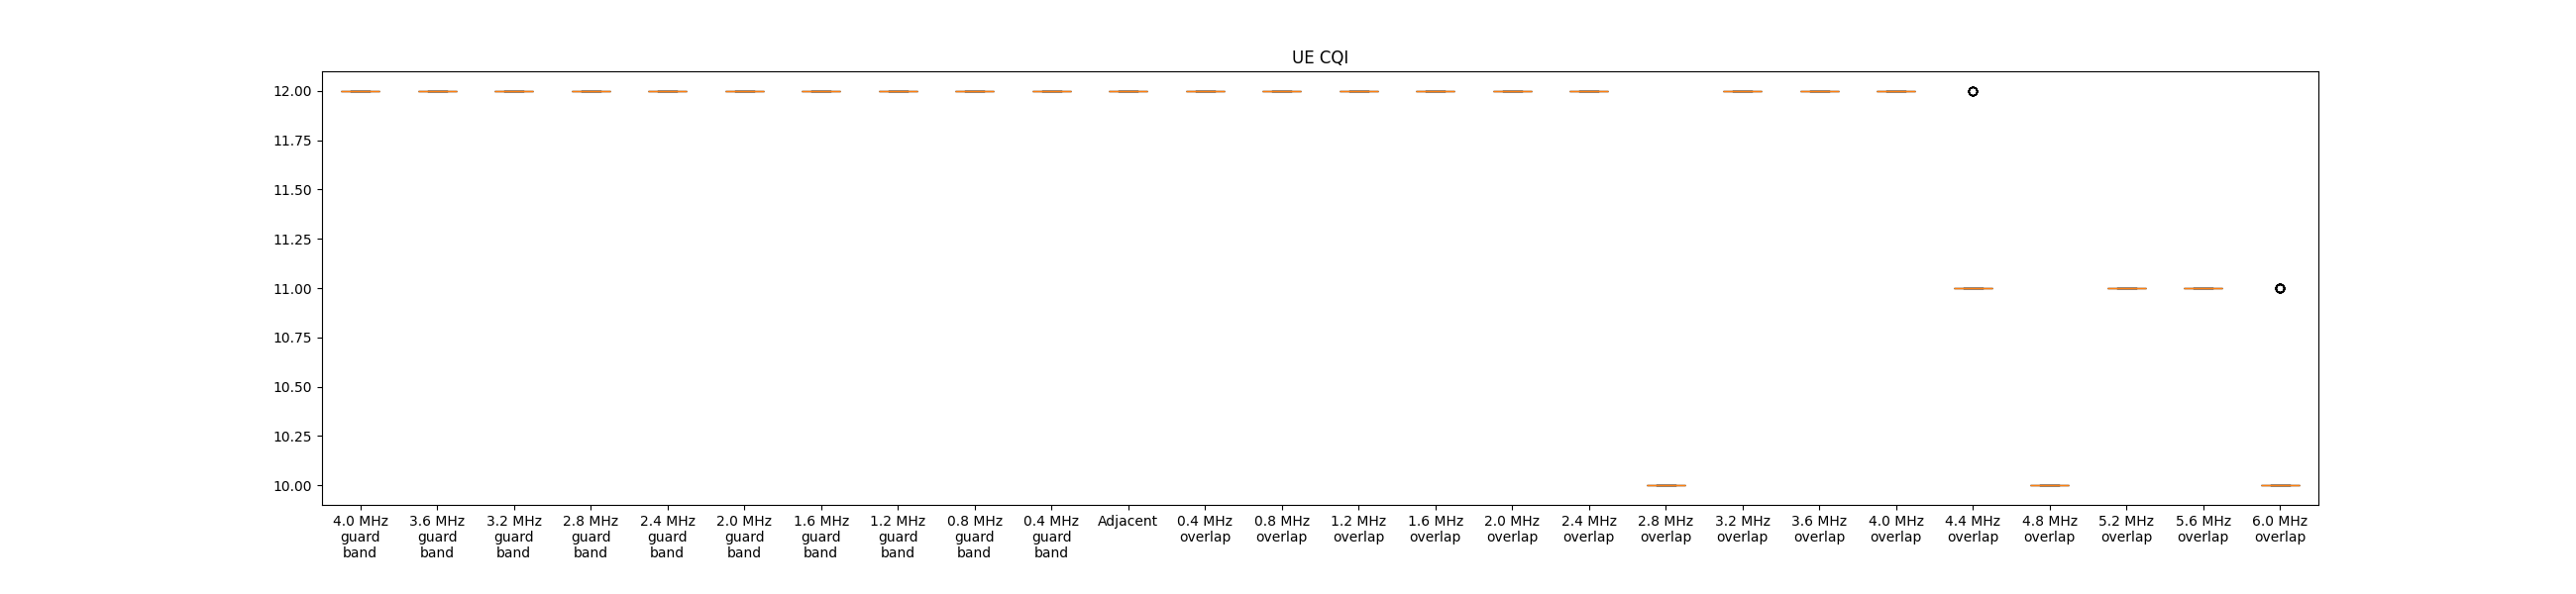 UE CQI
12.00
11.75
11.50
11.25
11.00
10.75
10.50
10.25
10.00
4.0 MHz 3.6 MHz 3.2 MHz 2.8 MHz 2.4 MHz 2.0 MHz 1.6 MHz 1.2 MHz 0.8 MHz 0.4 MHz Adjacent 0.4 MHz 0.8 MHz 1.2 MHz 1.6 MHz 2.0 MHz 2.4 MHz 2.8 MHz 3.2 MHz 3.6 MHz 4.0 MHz 4.4 MHz 4.8 MHz 5.2 MHz 5.6 MHz 6.0 MHz
guard guard guard guard guard guard guard guard guard guard overlap overlap overlap overlap overlap overlap overlap overlap overlap overlap overlap overlap overlap overlap overlap
band band band band band band band band band band